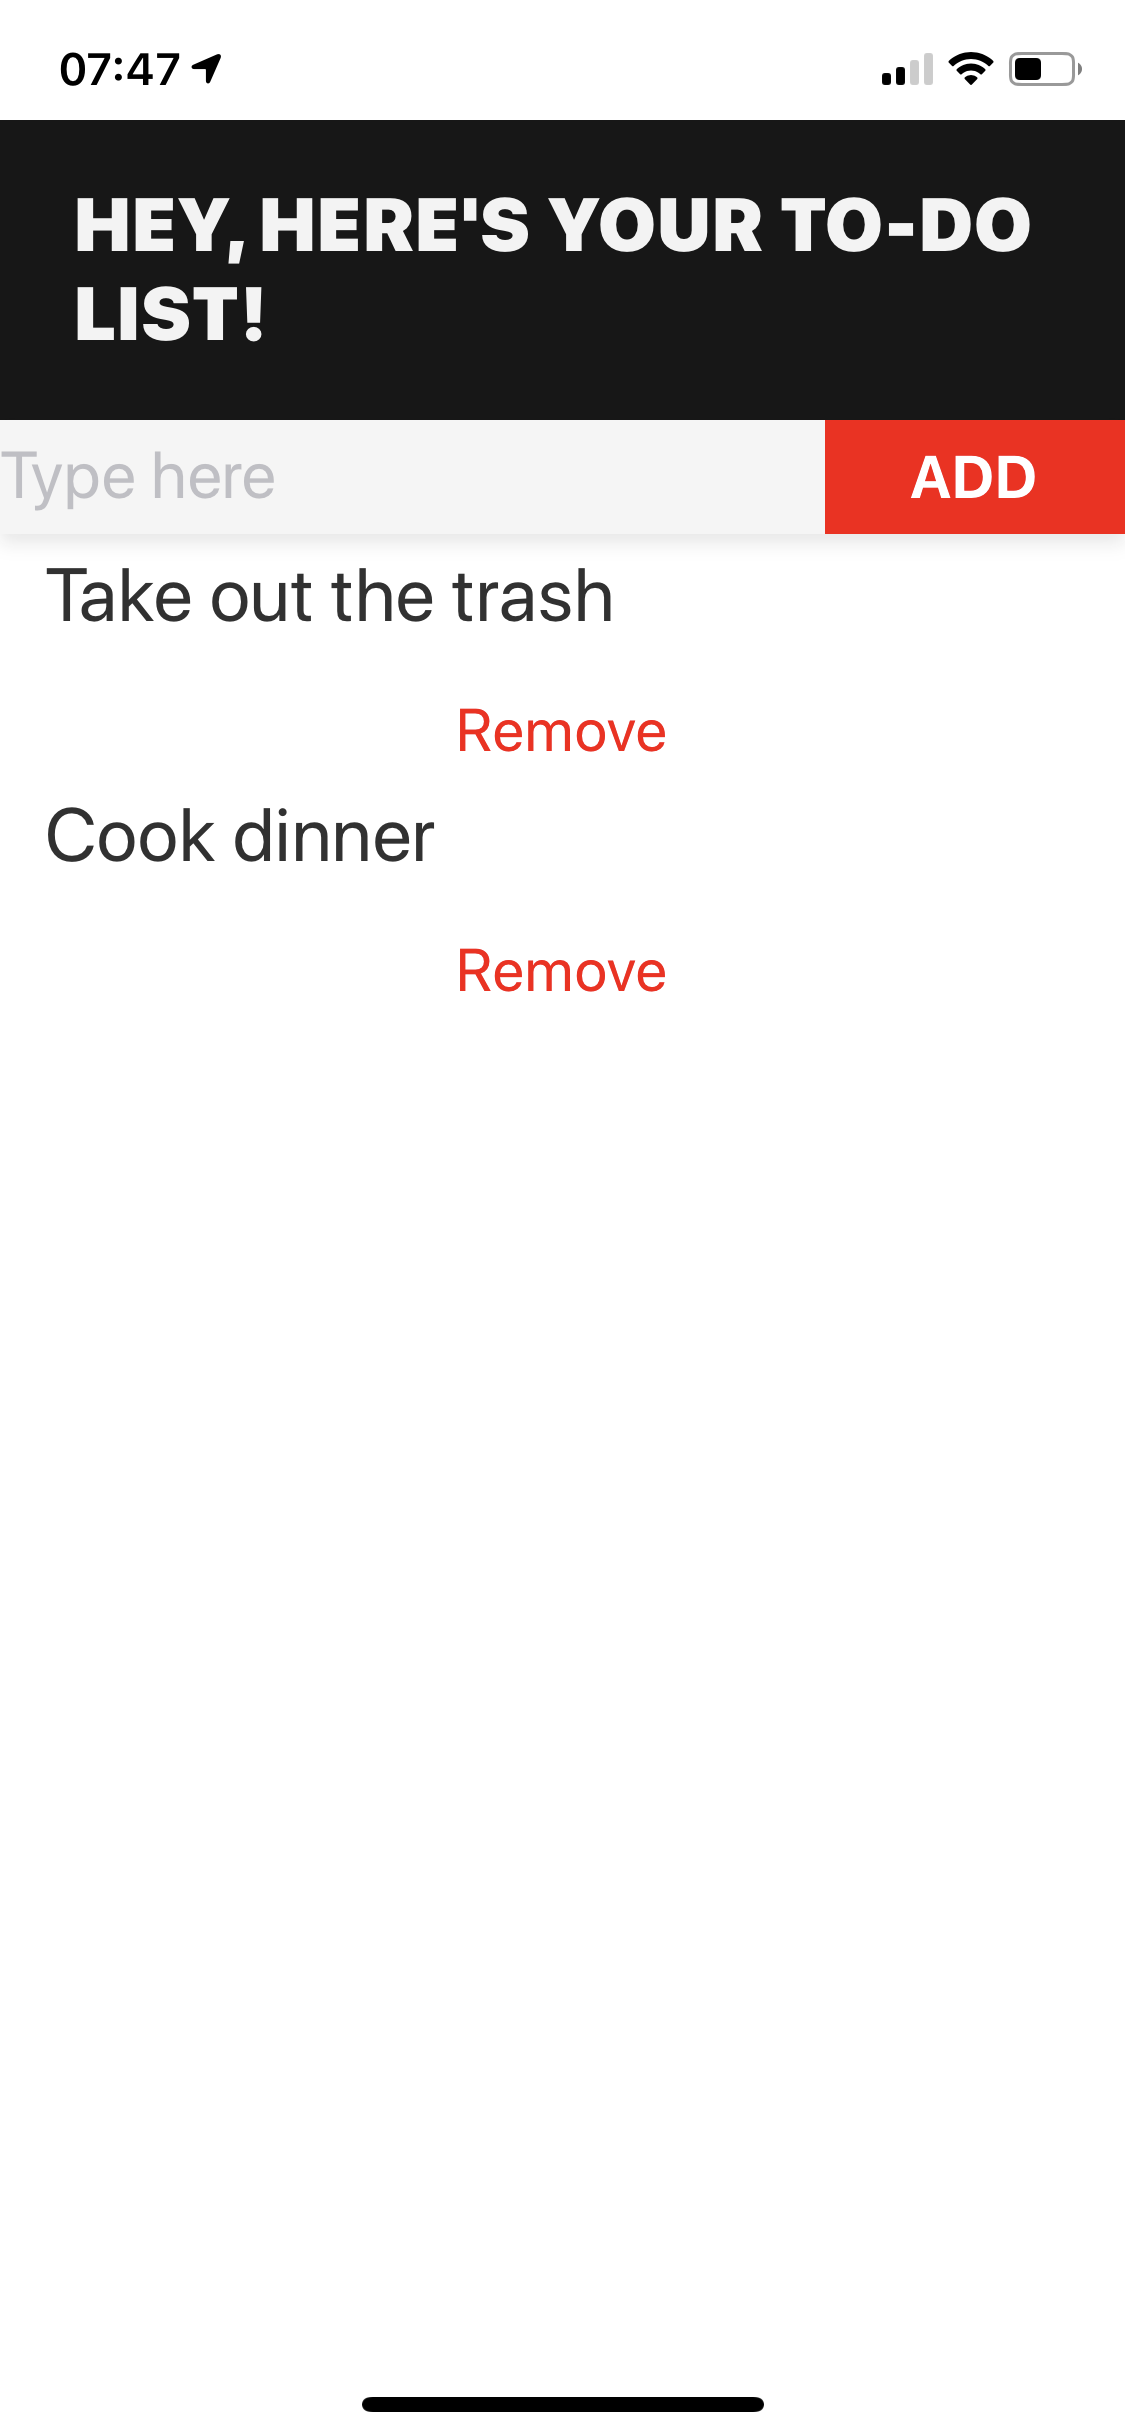 07:47
HEY, HERE'S YOUR TO-DO
LIST!
Type here
ADD
Take out the trash
Remove
Cook dinner
Remove